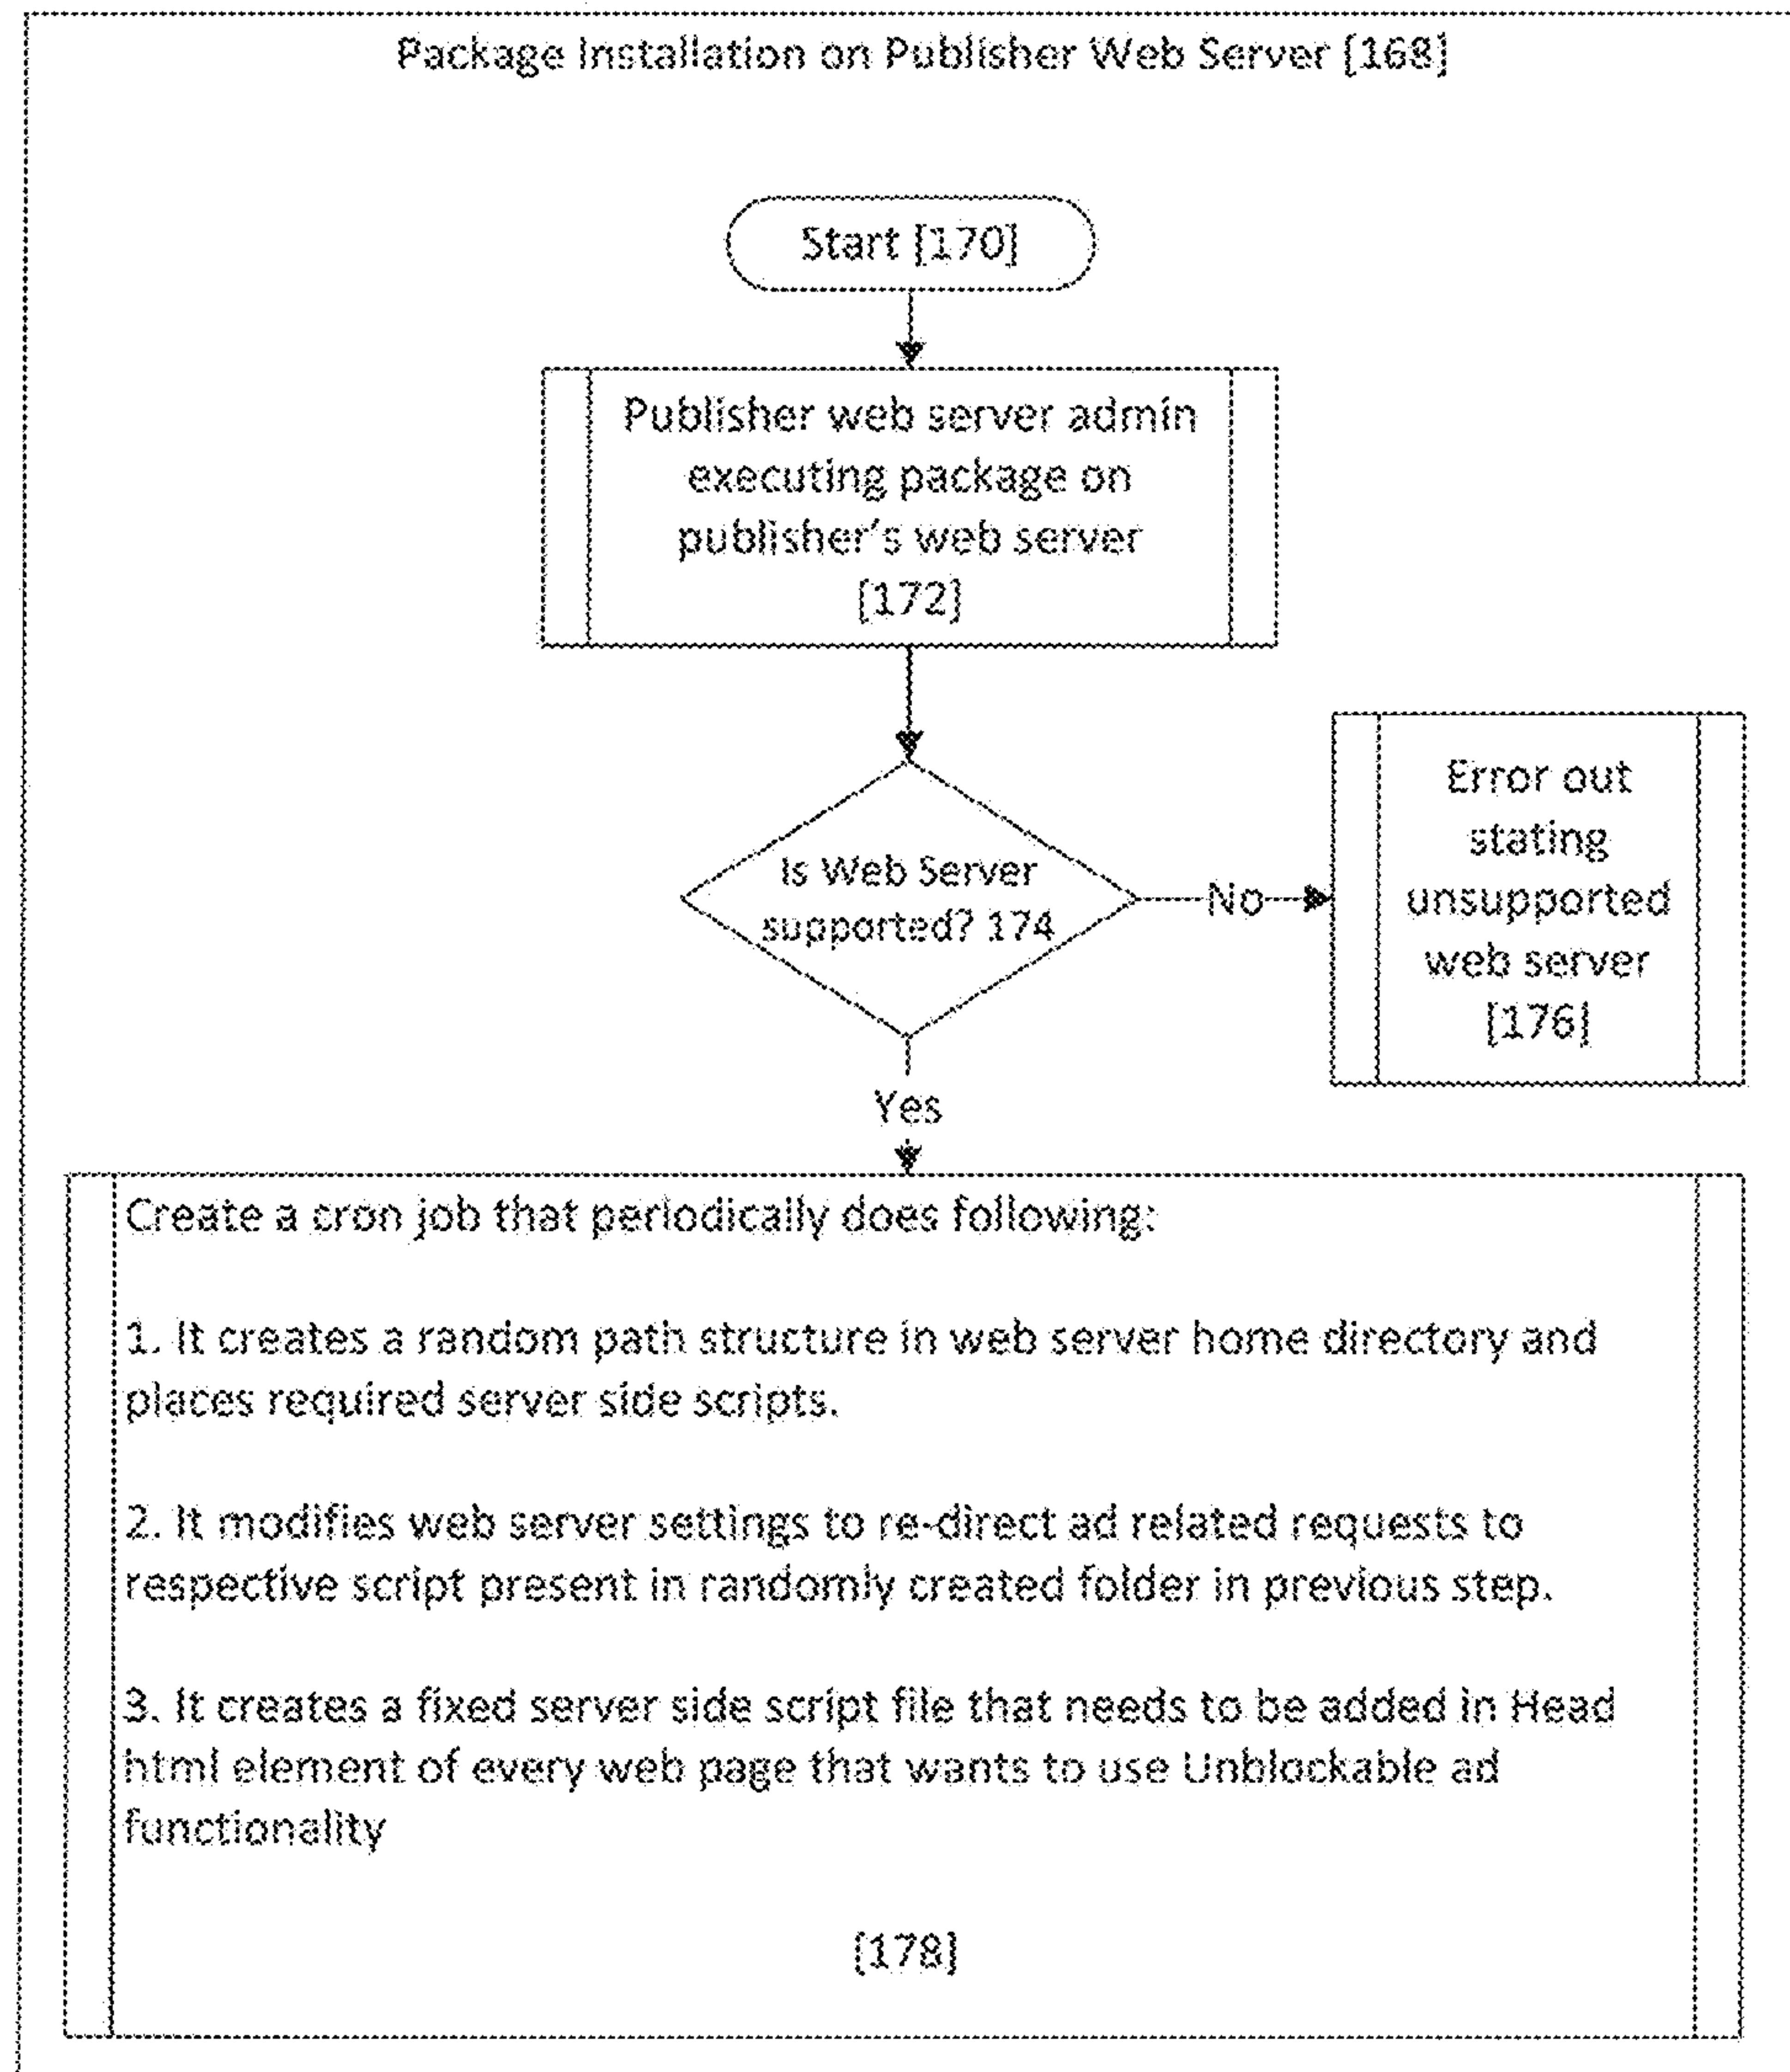 Package Installation on Publisher Web Server [168]
Start [170]
Publisher web server admin
executing package on
publisher's web server
[172]
Is Web Server
supported? 174
No
Error out
stating
unsupported
web server
[176]
Yes
Create a cron job that periodically does following:
1. It creates a random path structure in web server home directory and
places required server side scripts.
2. It modifies web server settings to re-direct ad related requests to
respective script present in randomly created folder in previous step.
3. It creates a fixed server side script file that needs to be added in Head
html element of every web page that wants to use Unblockable ad
functionality
[178]